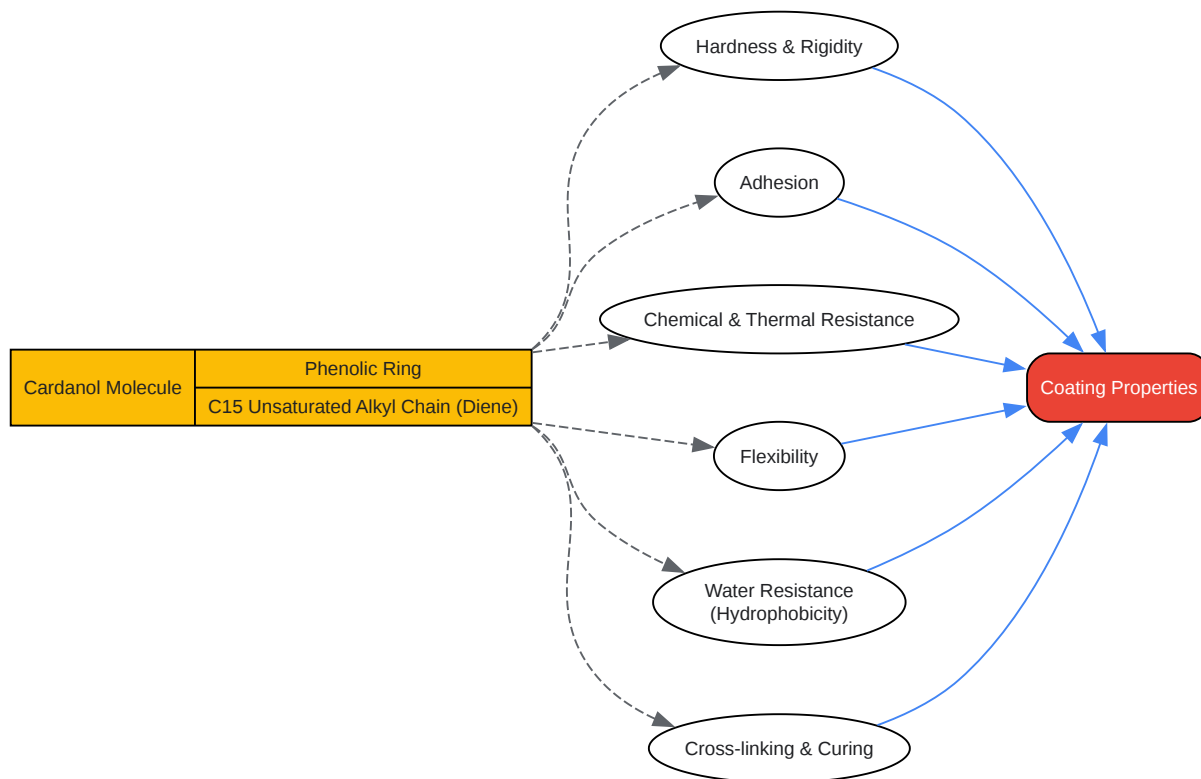 Hardness & Rigidity
Adhesion
Chemical & Thermal Resistance
Cardanol Molecule
Phenolic Ring
C15 Unsaturated Alkyl Chain (Diene)
Coating Properties
Flexibility
Water Resistance
(Hydrophobicity)
Cross-linking & Curing